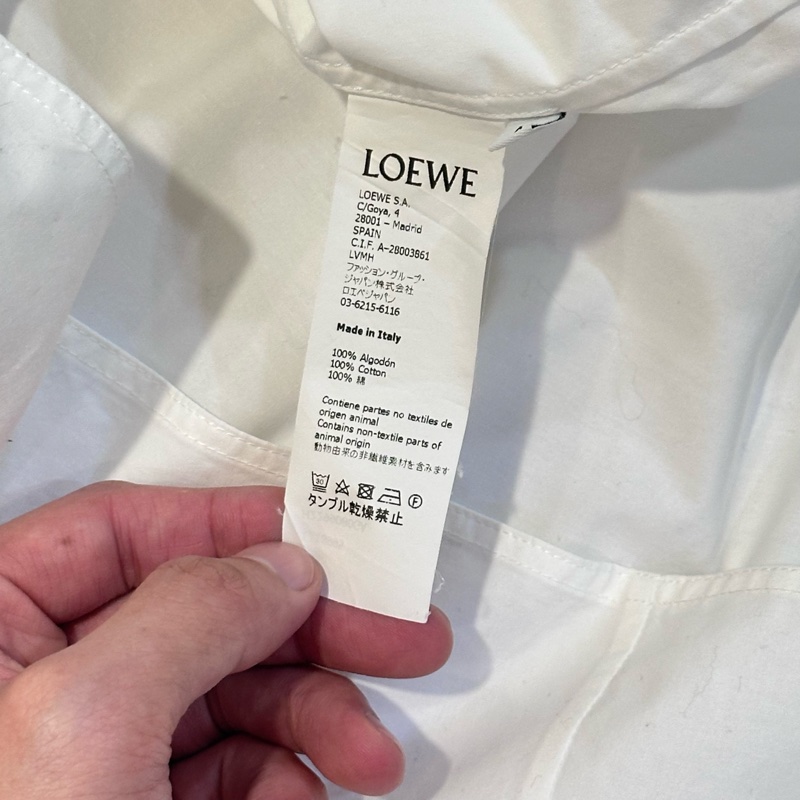 LOEWE
LOEWE S.A.
C/Goya, 4
28001 – Madrid
SPAIN
C.I.F. A-28003861
LVMH
ファッション・グループ・
ジャパン株式会社
ロエベジャパン
03-6215-6116
Made in Italy
100% Algodón
100% Cotton
100% 綿
Contiene partes no textiles de
origen animal
Contains non-textile parts of
animal origin
動物由来の非繊維素材を含みます
30
F
タンブル乾燥禁止